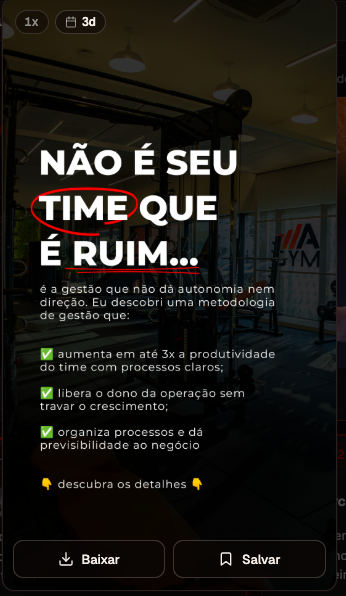 1x
3d
NÃO É SEU
TIME QUE
É RUIM...
é a gestão que não dá autonomia nem
direção. Eu descobri uma metodologia
de gestão que:
✅ aumenta em até 3x a produtividade
do time com processos claros;
✅ libera o dono da operação sem
travar o crescimento;
✅ organiza processos e dá
previsibilidade ao negócio
👇 descubra os detalhes 👇
GYM
Baixar
Salvar